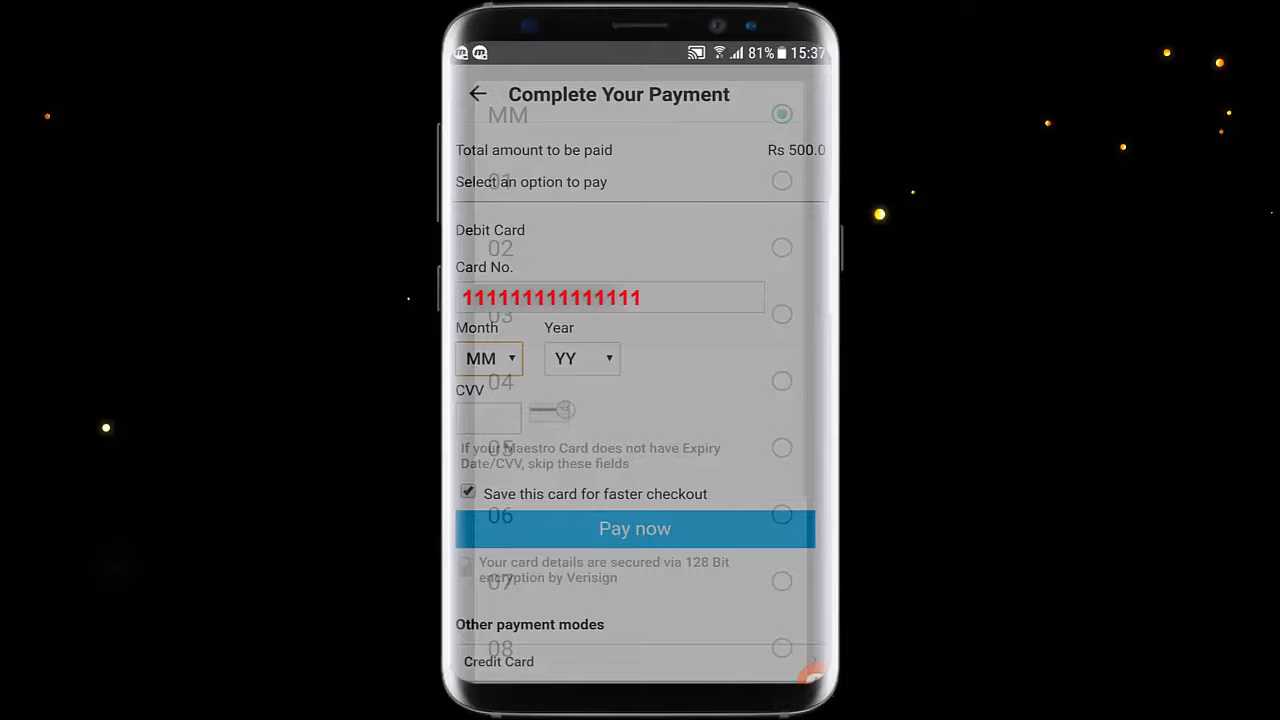 81% 15:37
Complete Your Payment
MM
Total amount to be paid Rs 500.0
Select an option to pay
01
Debit Card
02
Card No.
111111111111111
03
Month Year
MM YY
04
CVV
If your Maestro Card does not have Expiry
05
Date/CVV, skip these fields
Save this card for faster checkout
06
Pay now
Your card details are secured via 128 Bit
encryption by Verisign
07
Other payment modes
08
Credit Card